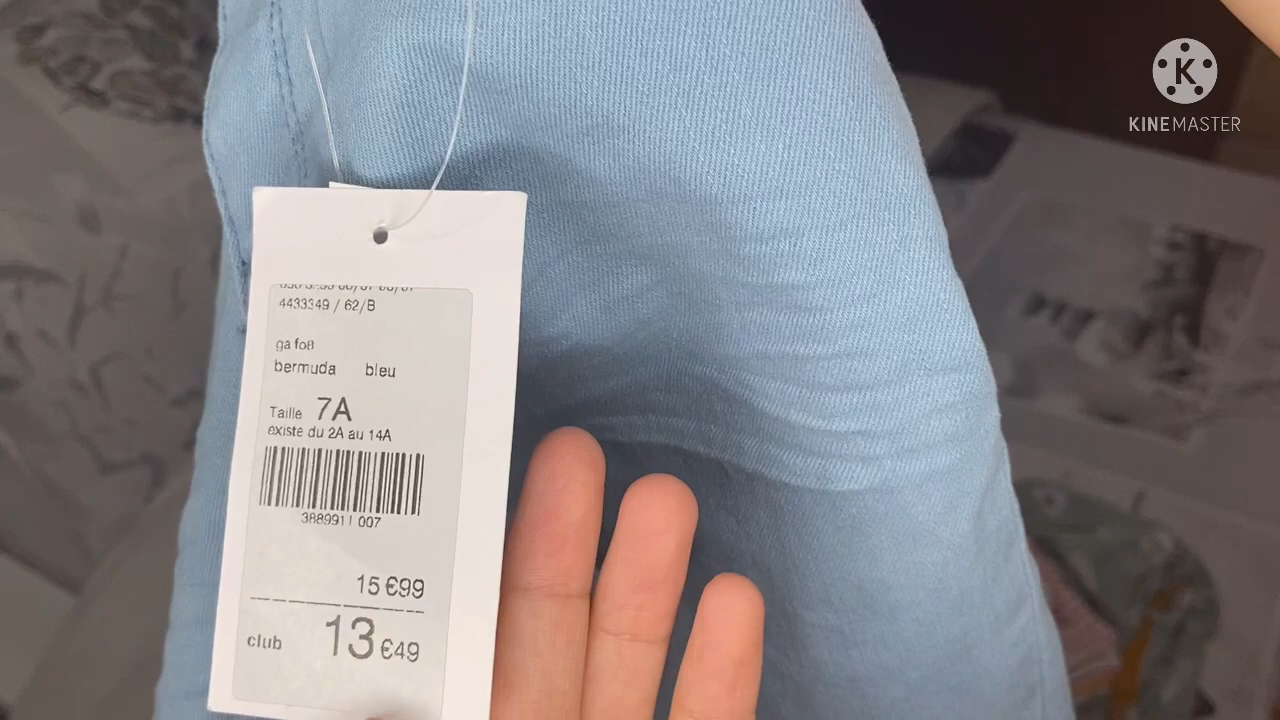 4433349 / 62/B
ga fo8
bermuda bleu
Taille 7A
existe du 2A au 14A
3889911 007
15 €99
club 13 €49
K
KINEMASTER